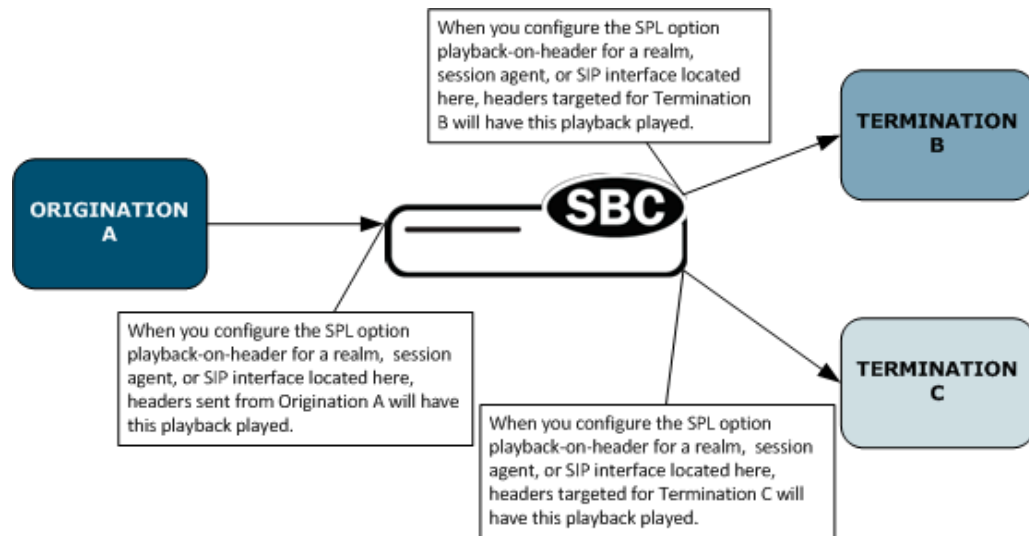 When you configure the SPL option
playback-on-header for a realm,
session agent, or SIP interface located
here, headers targeted for Termination
B will have this playback played.
TERMINATION
B
ORIGINATION
A
SBC
When you configure the SPL option
playback-on-header for a realm, session
agent, or SIP interface located here,
headers sent from Origination A will have
this playback played.
TERMINATION
C
When you configure the SPL option
playback-on-header for a realm, session
agent, or SIP interface located here,
headers targeted for Termination C will
have this playback played.